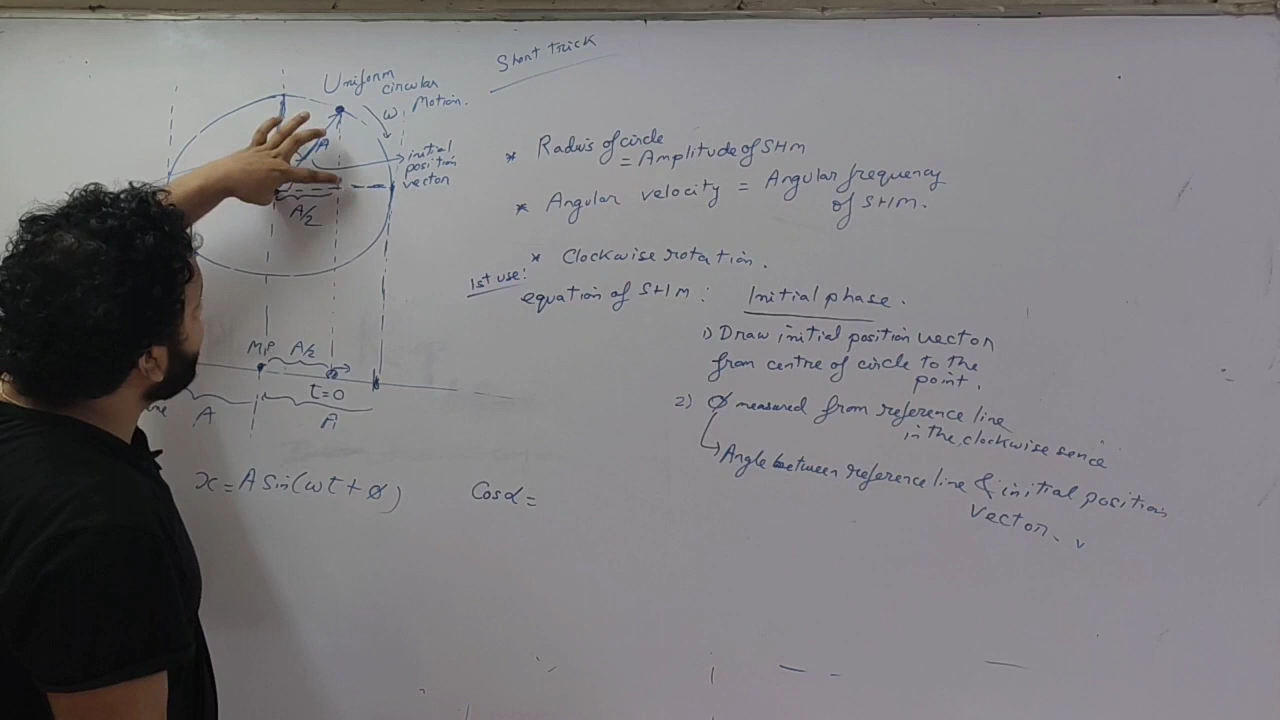 Short trick
Uniform
circular
Motion.
ω
A
initial
position
vector
A/2
* Radius of circle
= Amplitude of SHM
* Angular velocity = Angular frequency
of SHM.
* Clockwise rotation.
1st use:
equation of SHM : Initial phase.
1) Draw initial position vector
from centre of circle to the
point.
2) Ø measured from reference line
in the clockwise sence
Angle between reference line & initial position
vector.
M.P A/2
t=0
A A
x = A Sin(ωt + Ø) Cosα =